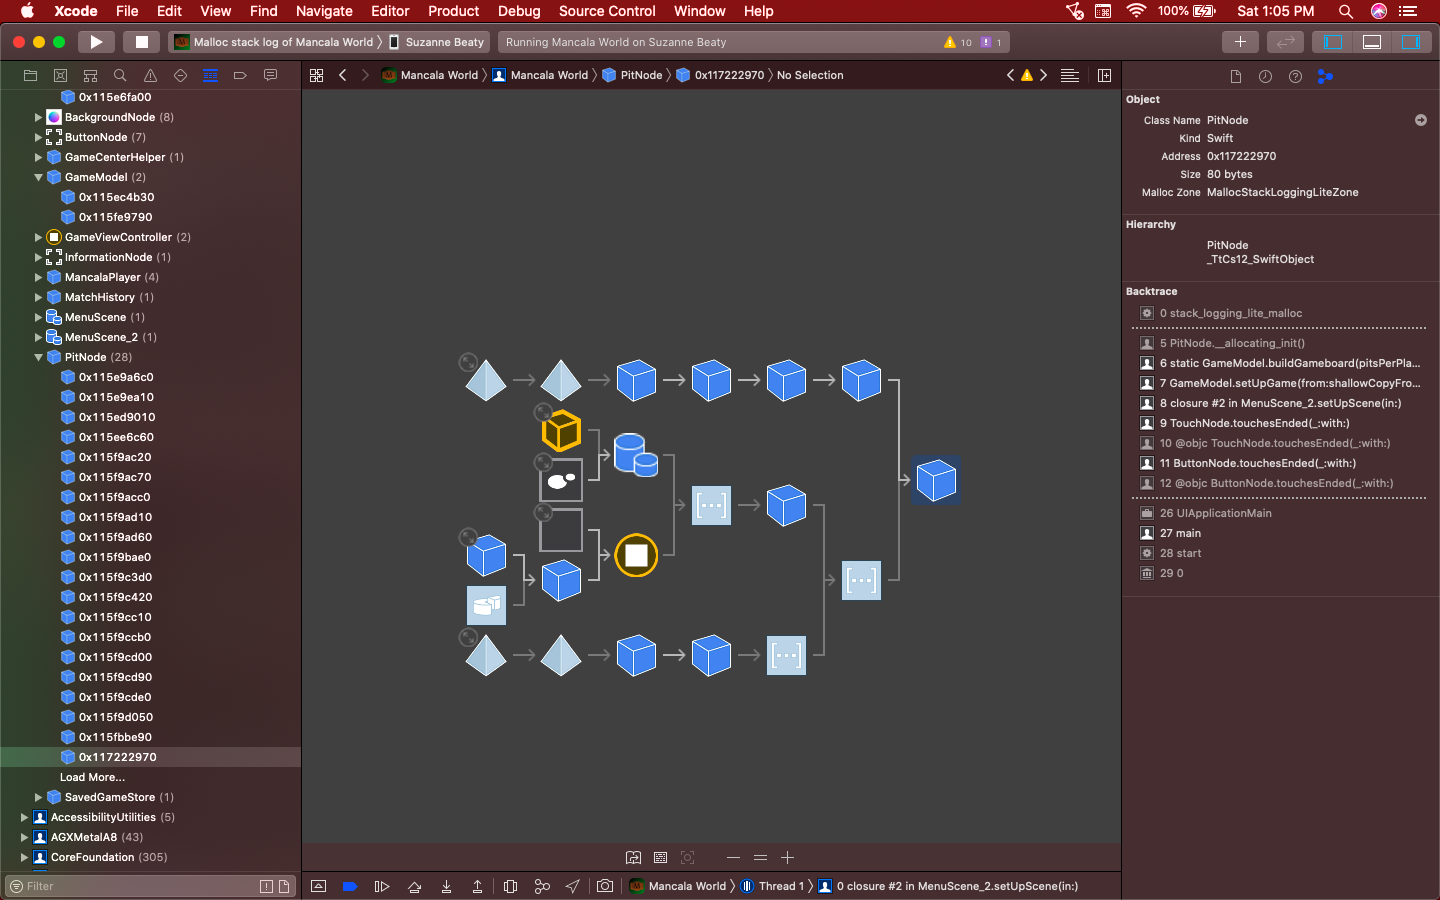 Xcode File Edit View Find Navigate Editor Product Debug Source Control Window Help 100% Sat 1:05 PM
Malloc stack log of Mancala World Suzanne Beaty Running Mancala World on Suzanne Beaty 10 1
Mancala World Mancala World PitNode 0x117222970 No Selection
0x115e6fa00
BackgroundNode (8)
ButtonNode (7)
GameCenterHelper (1)
GameModel (2)
0x115ec4b30
0x115fe9790
GameViewController (2)
InformationNode (1)
MancalaPlayer (4)
MatchHistory (1)
MenuScene (1)
MenuScene_2 (1)
PitNode (28)
0x115e9a6c0
0x115e9ea10
0x115ed9010
0x115ee6c60
0x115f9ac20
0x115f9ac70
0x115f9acc0
0x115f9ad10
0x115f9ad60
0x115f9bae0
0x115f9c3d0
0x115f9c420
0x115f9cc10
0x115f9ccb0
0x115f9cd00
0x115f9cd90
0x115f9cde0
0x115f9d050
0x115fbbe90
0x117222970
Load More...
SavedGameStore (1)
AccessibilityUtilities (5)
AGXMetalA8 (43)
CoreFoundation (305)
Filter
Object
Class Name PitNode
Kind Swift
Address 0x117222970
Size 80 bytes
Malloc Zone MallocStackLoggingLiteZone
Hierarchy
PitNode
_TtCs12_SwiftObject
Backtrace
0 stack_logging_lite_malloc
5 PitNode.__allocating_init()
6 static GameModel.buildGameboard(pitsPerPla...
7 GameModel.setUpGame(from:shallowCopyFro...
8 closure #2 in MenuScene_2.setUpScene(in:)
9 TouchNode.touchesEnded(_:with:)
10 @objc TouchNode.touchesEnded(_:with:)
11 ButtonNode.touchesEnded(_:with:)
12 @objc ButtonNode.touchesEnded(_:with:)
26 UIApplicationMain
27 main
28 start
29 0
Mancala World Thread 1 0 closure #2 in MenuScene_2.setUpScene(in:)